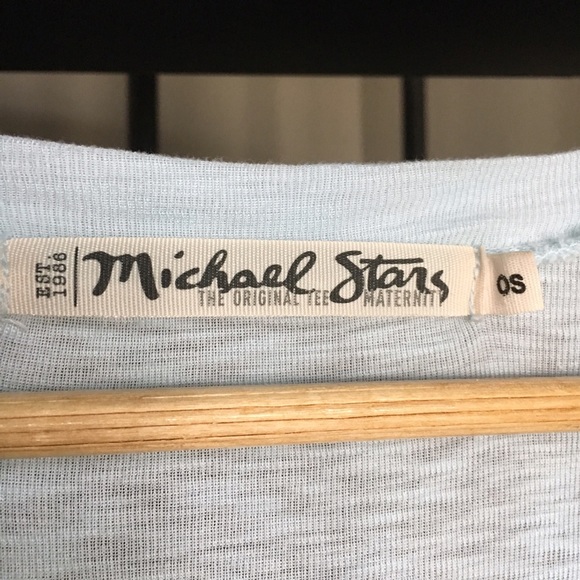 EST.
1986
Michael Stars
THE ORIGINAL TEE MATERNITY
OS